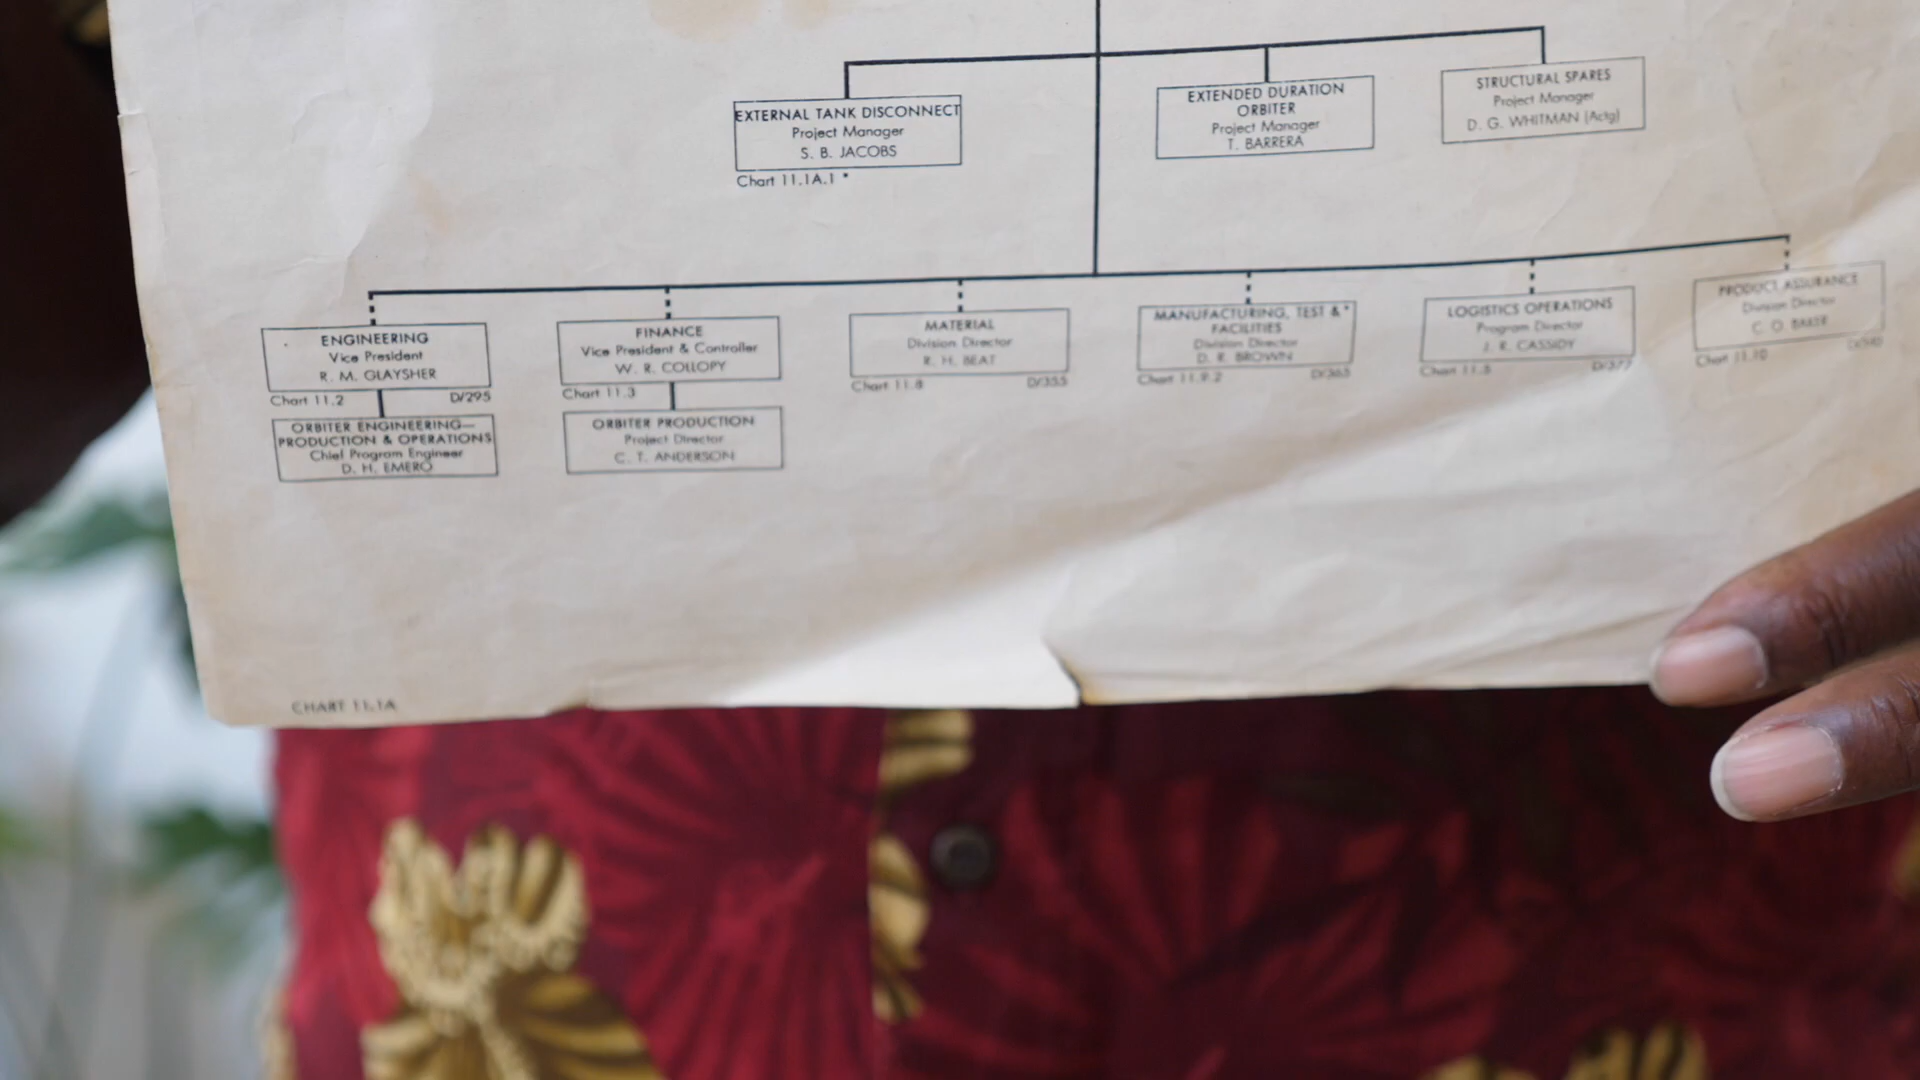 EXTERNAL TANK DISCONNECT
Project Manager
S. B. JACOBS
Chart 11.1A.1 *
EXTENDED DURATION
ORBITER
Project Manager
T. BARRERA
STRUCTURAL SPARES
Project Manager
D. G. WHITMAN (Actg)
ENGINEERING
Vice President
R. M. GLAYSHER
Chart 11.2 D/295
ORBITER ENGINEERING—
PRODUCTION & OPERATIONS
Chief Program Engineer
D. H. EMERO
FINANCE
Vice President & Controller
W. R. COLLOPY
Chart 11.3
ORBITER PRODUCTION
Project Director
C. T. ANDERSON
MATERIAL
Division Director
R. H. BEAT
Chart 11.8 D/355
MANUFACTURING, TEST & *
FACILITIES
Division Director
D. R. BROWN
Chart 11.9.2 D/365
LOGISTICS OPERATIONS
Program Director
J. R. CASSIDY
Chart 11.5 D/377
PRODUCT ASSURANCE
Division Director
C. O. BAKER
Chart 11.10
CHART 11.1A